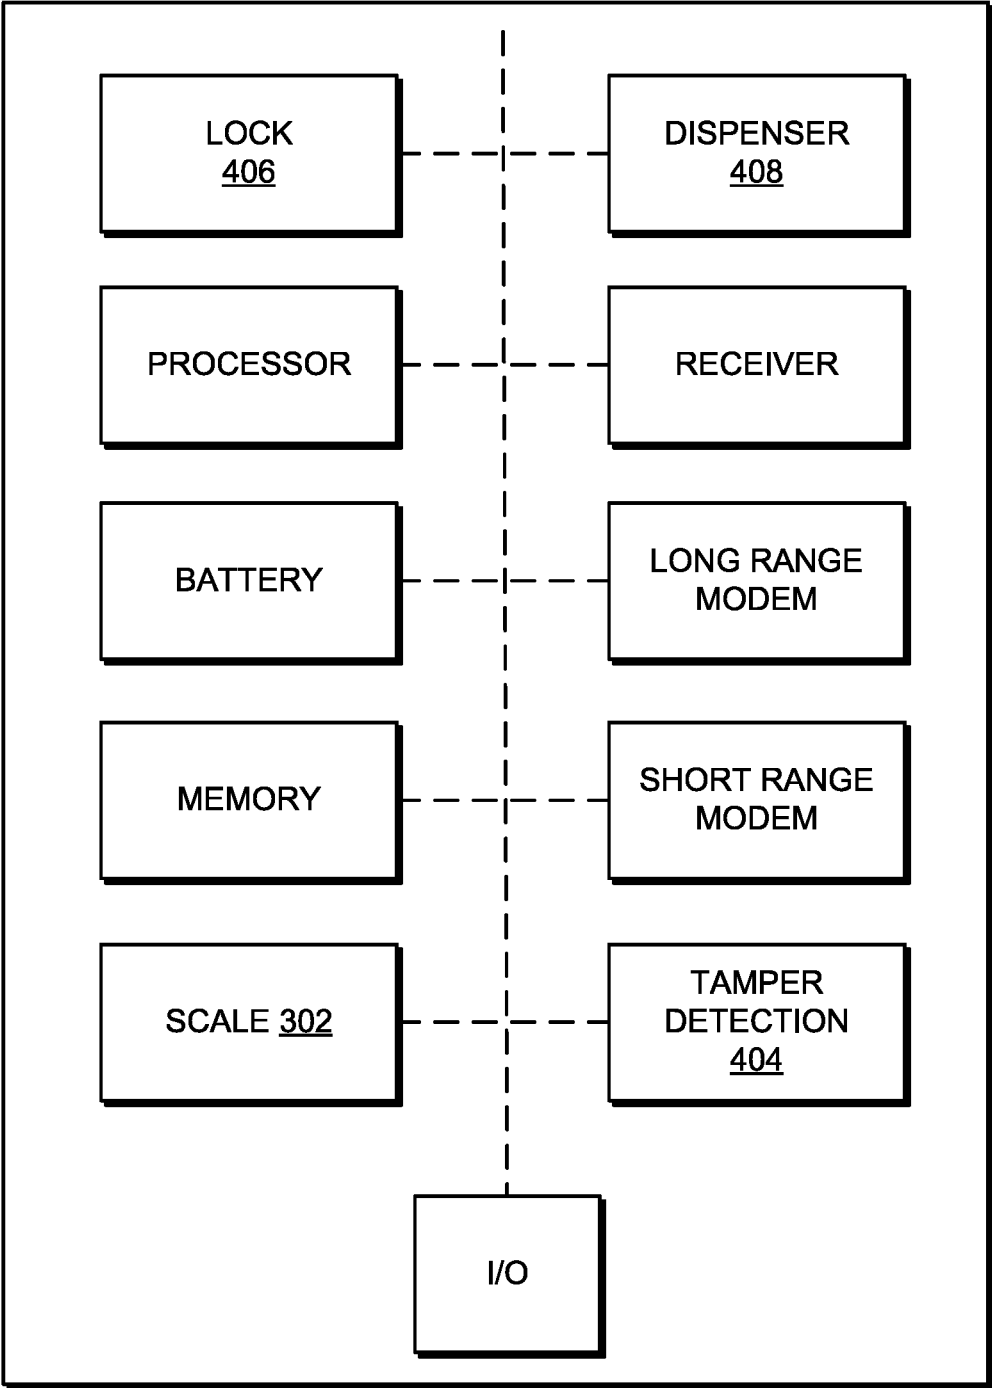 LOCK
406
DISPENSER
408
PROCESSOR
RECEIVER
BATTERY
LONG RANGE
MODEM
MEMORY
SHORT RANGE
MODEM
SCALE 302
TAMPER
DETECTION
404
I/O